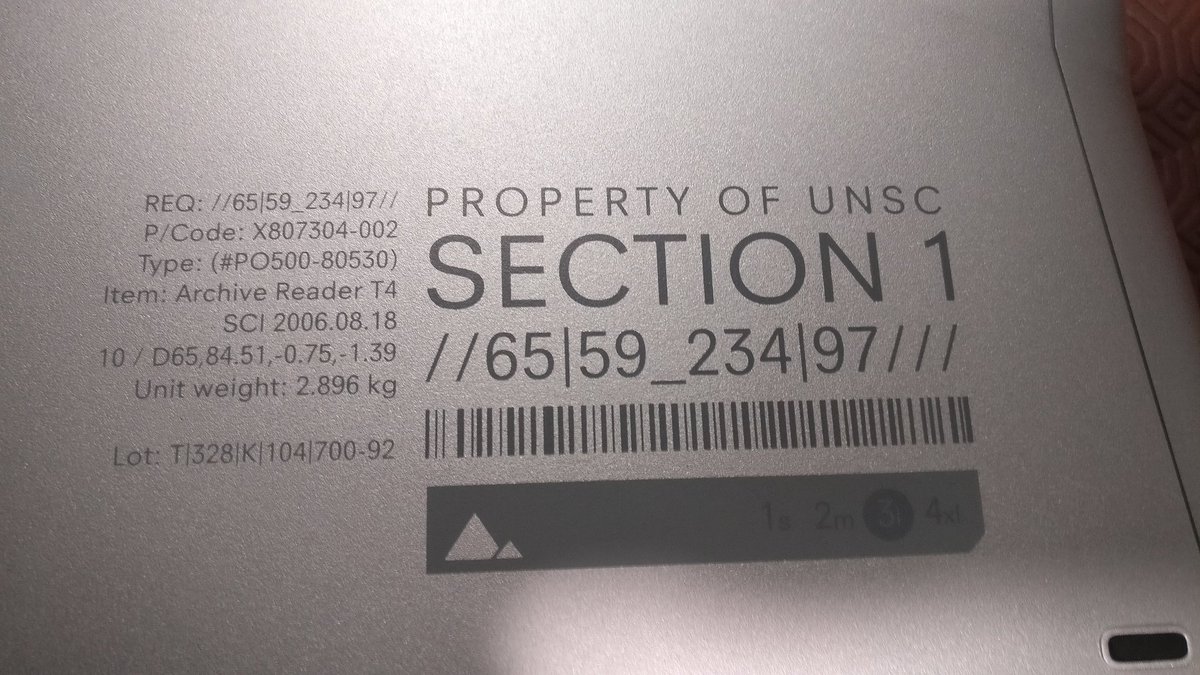 REQ: //65|59_234|97//
P/Code: X807304-002
Type: (#PO500-80530)
Item: Archive Reader T4
SCI 2006.08.18
10 / D65,84.51,-0.75,-1.39
Unit weight: 2.896 kg
Lot: T|328|K|104|700-92
PROPERTY OF UNSC
SECTION 1
//65|59_234|97///
1s 2m 3l 4xl